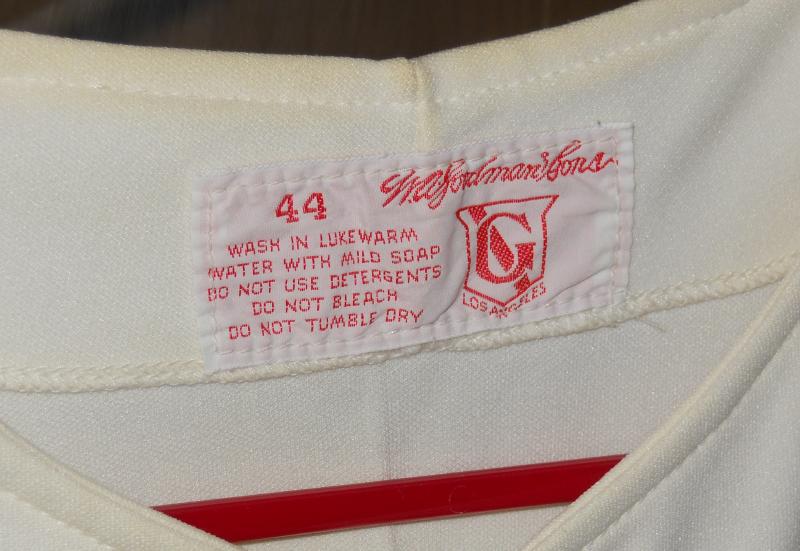 44
WASH IN LUKEWARM
WATER WITH MILD SOAP
DO NOT USE DETERGENTS
DO NOT BLEACH
DO NOT TUMBLE DRY
Goodman & Sons
G
LOS ANGELES